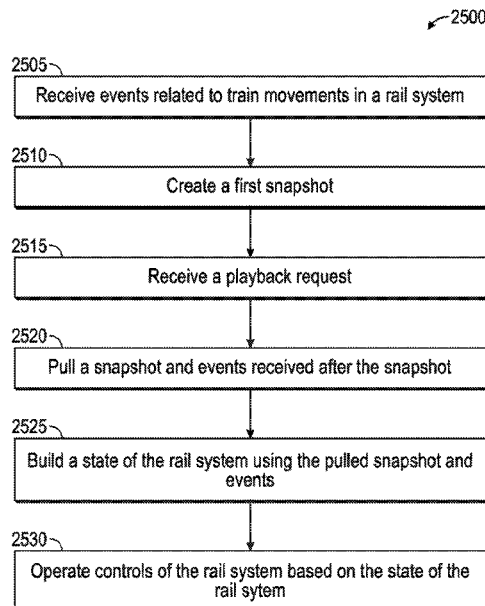 2500
2505
Receive events related to train movements in a rail system
2510
Create a first snapshot
2515
Receive a playback request
2520
Pull a snapshot and events received after the snapshot
2525
Build a state of the rail system using the pulled snapshot and
events
2530
Operate controls of the rail system based on the state of the
rail sytem